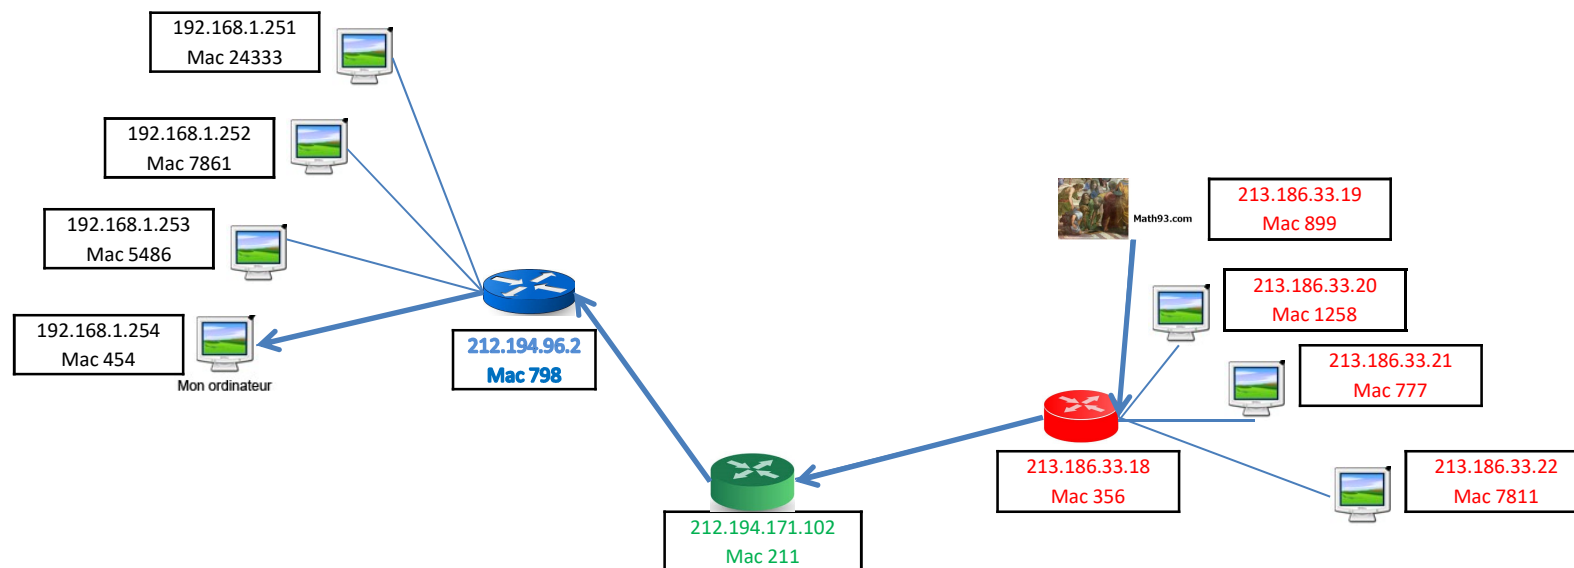 192.168.1.251
Mac 24333
192.168.1.252
Mac 7861
192.168.1.253
Mac 5486
192.168.1.254
Mac 454
Mon ordinateur
212.194.96.2
Mac 798
212.194.171.102
Mac 211
Math93.com
213.186.33.19
Mac 899
213.186.33.20
Mac 1258
213.186.33.21
Mac 777
213.186.33.18
Mac 356
213.186.33.22
Mac 7811